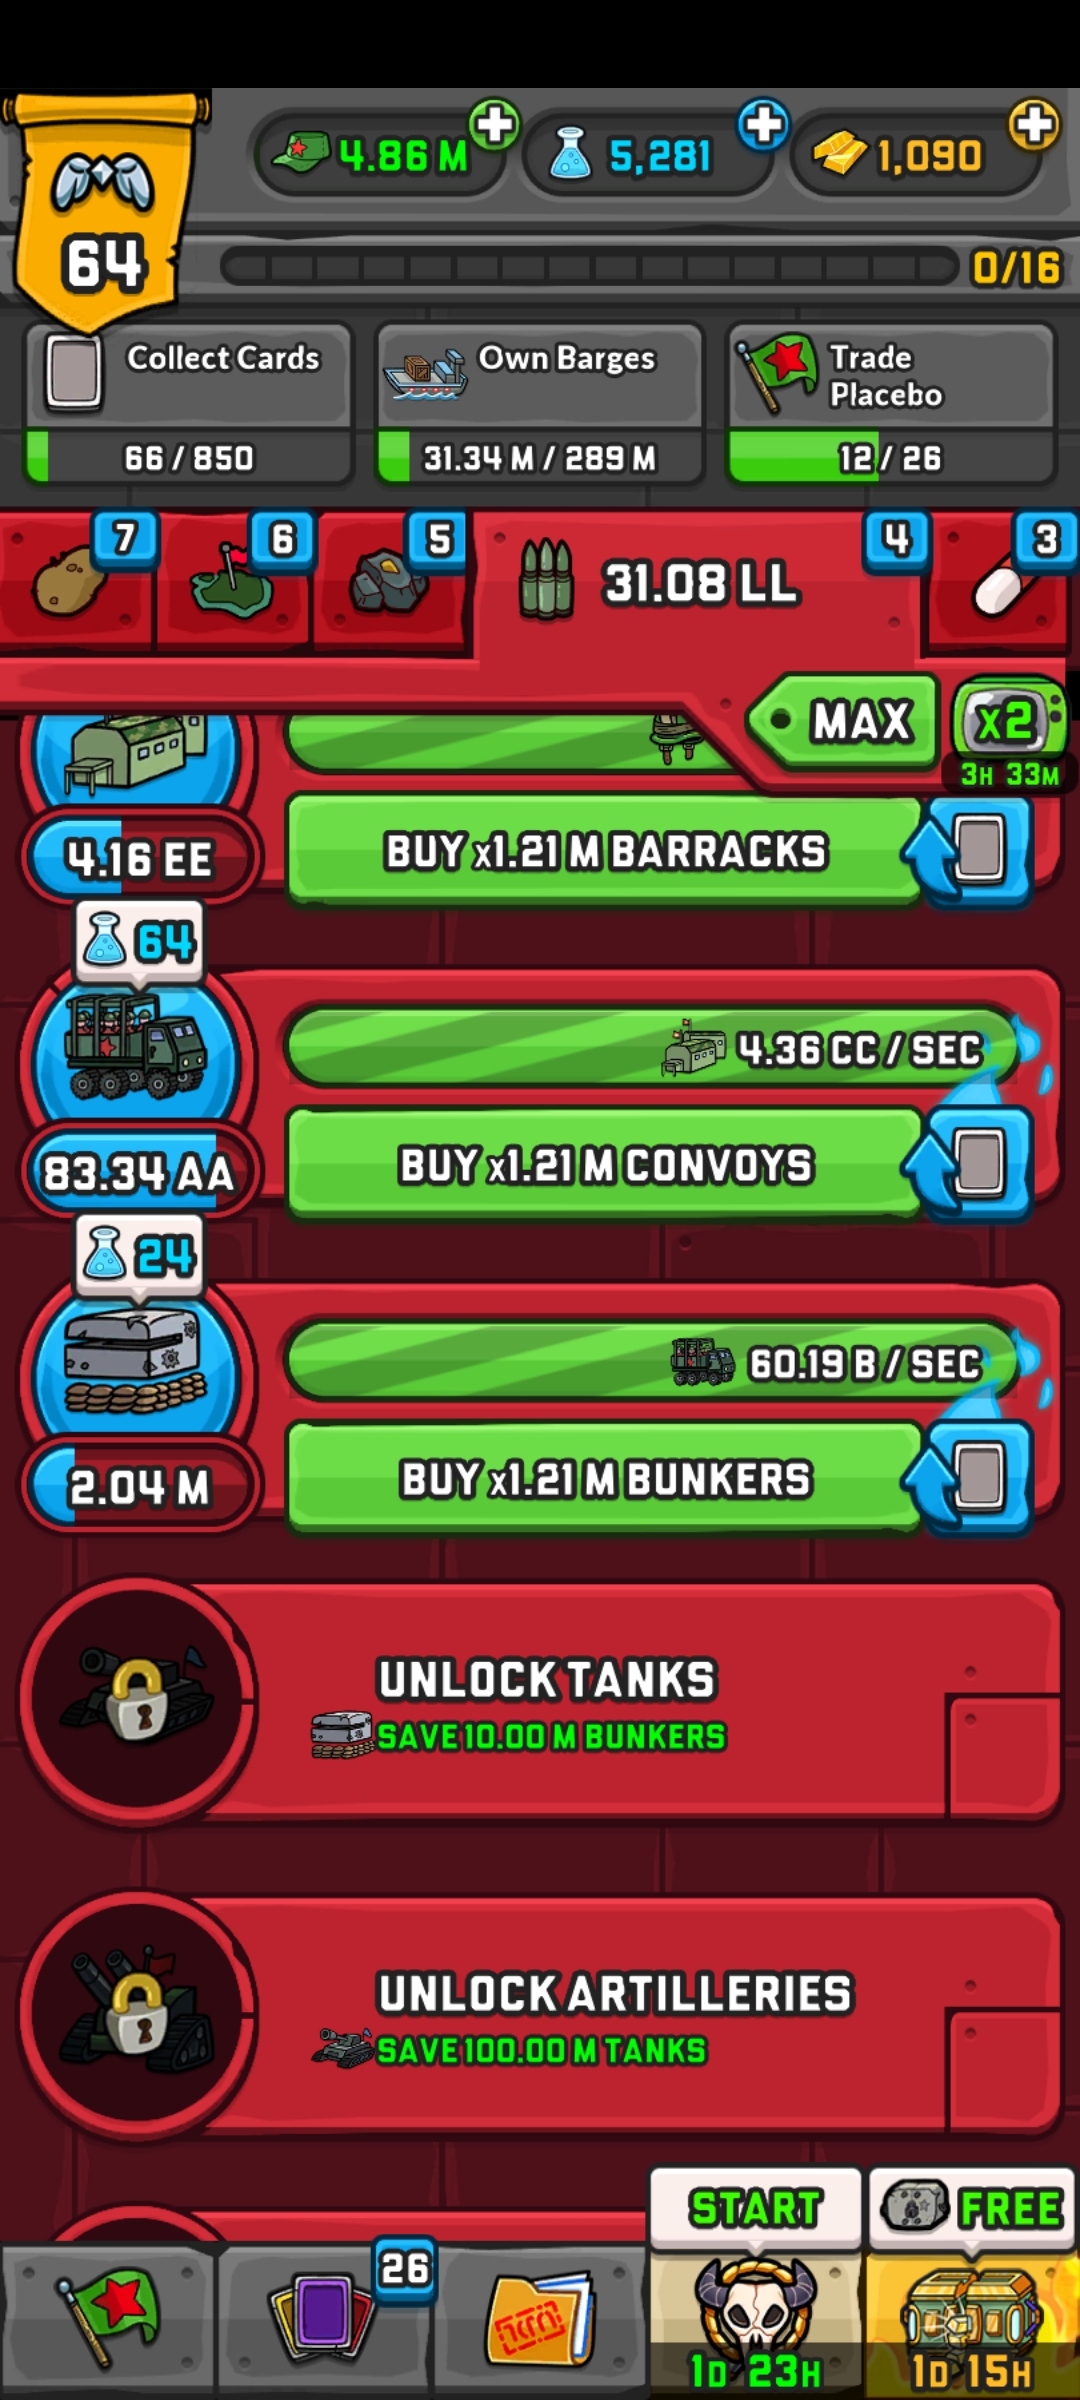 4.86 M
5,281
1,090
64
0/16
Collect Cards
66 / 850
Own Barges
31.34 M / 289 M
Trade
Placebo
12 / 26
7
6
5
31.08 LL
4
3
MAX
x2
3H 33M
4.16 EE
BUY x1.21 M BARRACKS
64
4.36 CC / SEC
83.34 AA
BUY x1.21 M CONVOYS
24
60.19 B / SEC
2.04 M
BUY x1.21 M BUNKERS
UNLOCK TANKS
SAVE 10.00 M BUNKERS
UNLOCK ARTILLERIES
SAVE 100.00 M TANKS
START
FREE
26
1D 23H
1D 15H